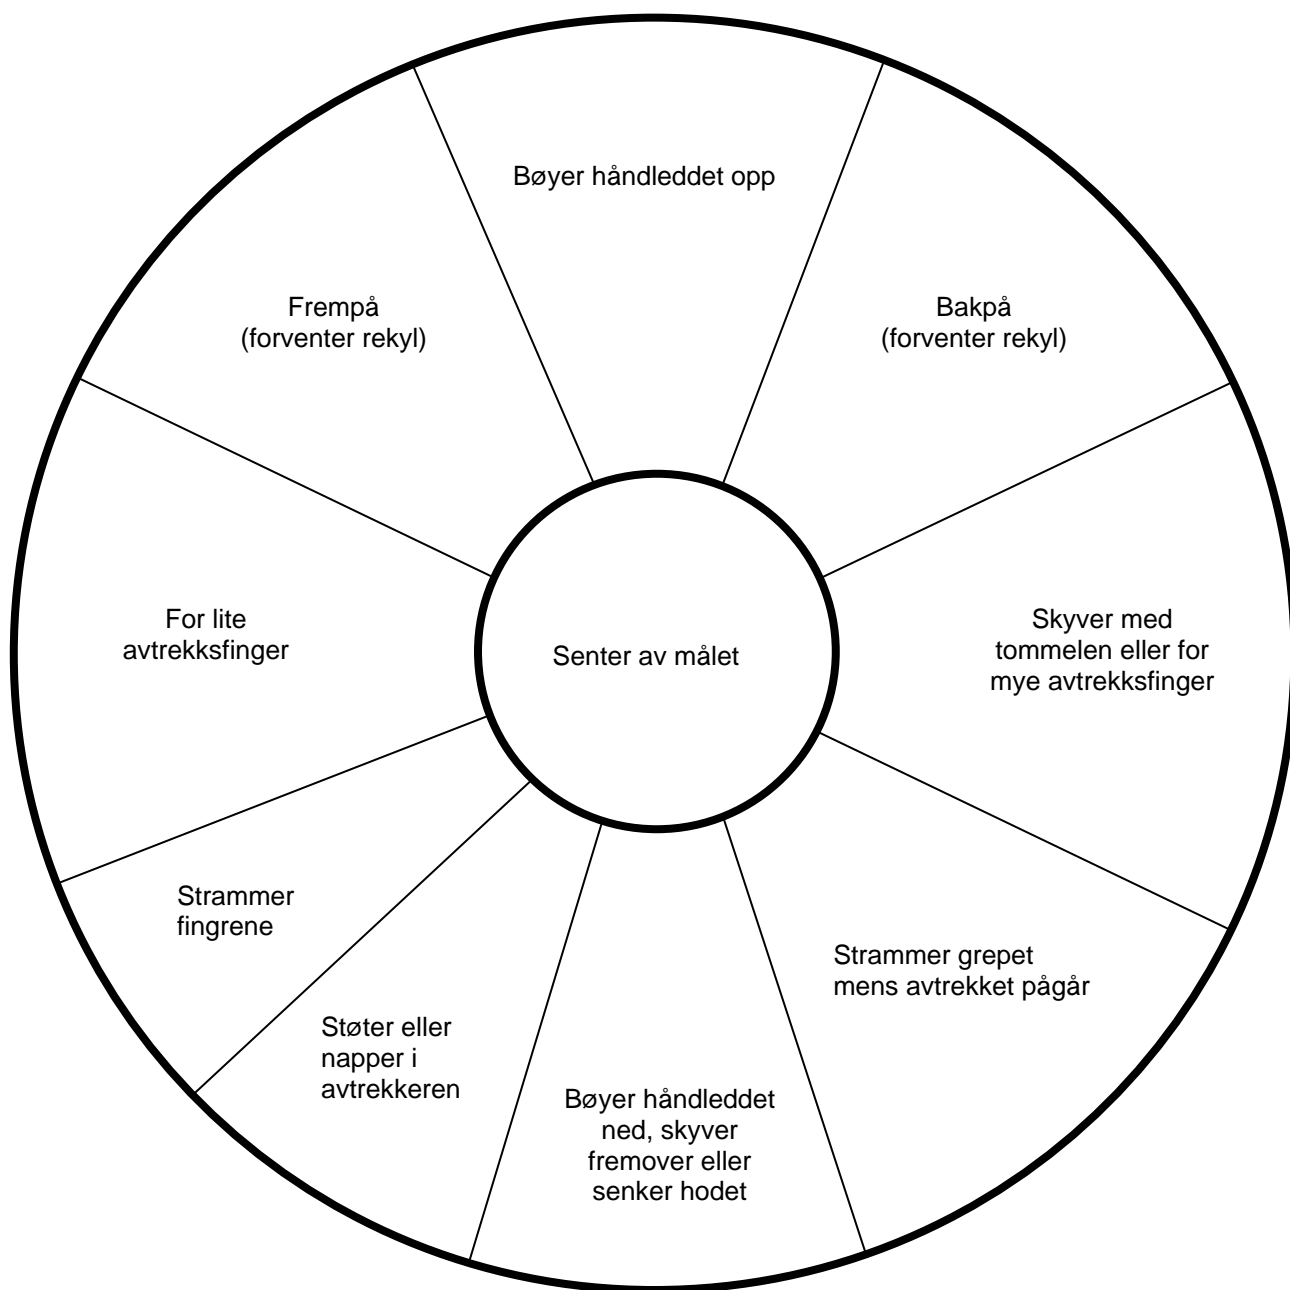 Bøyer håndleddet opp
Frempå
(forventer rekyl)
Bakpå
(forventer rekyl)
For lite
avtrekksfinger
Senter av målet
Skyver med
tommelen eller for
mye avtrekksfinger
Strammer
fingrene
Strammer grepet
mens avtrekket pågår
Støter eller
napper i
avtrekkeren
Bøyer håndleddet
ned, skyver
fremover eller
senker hodet